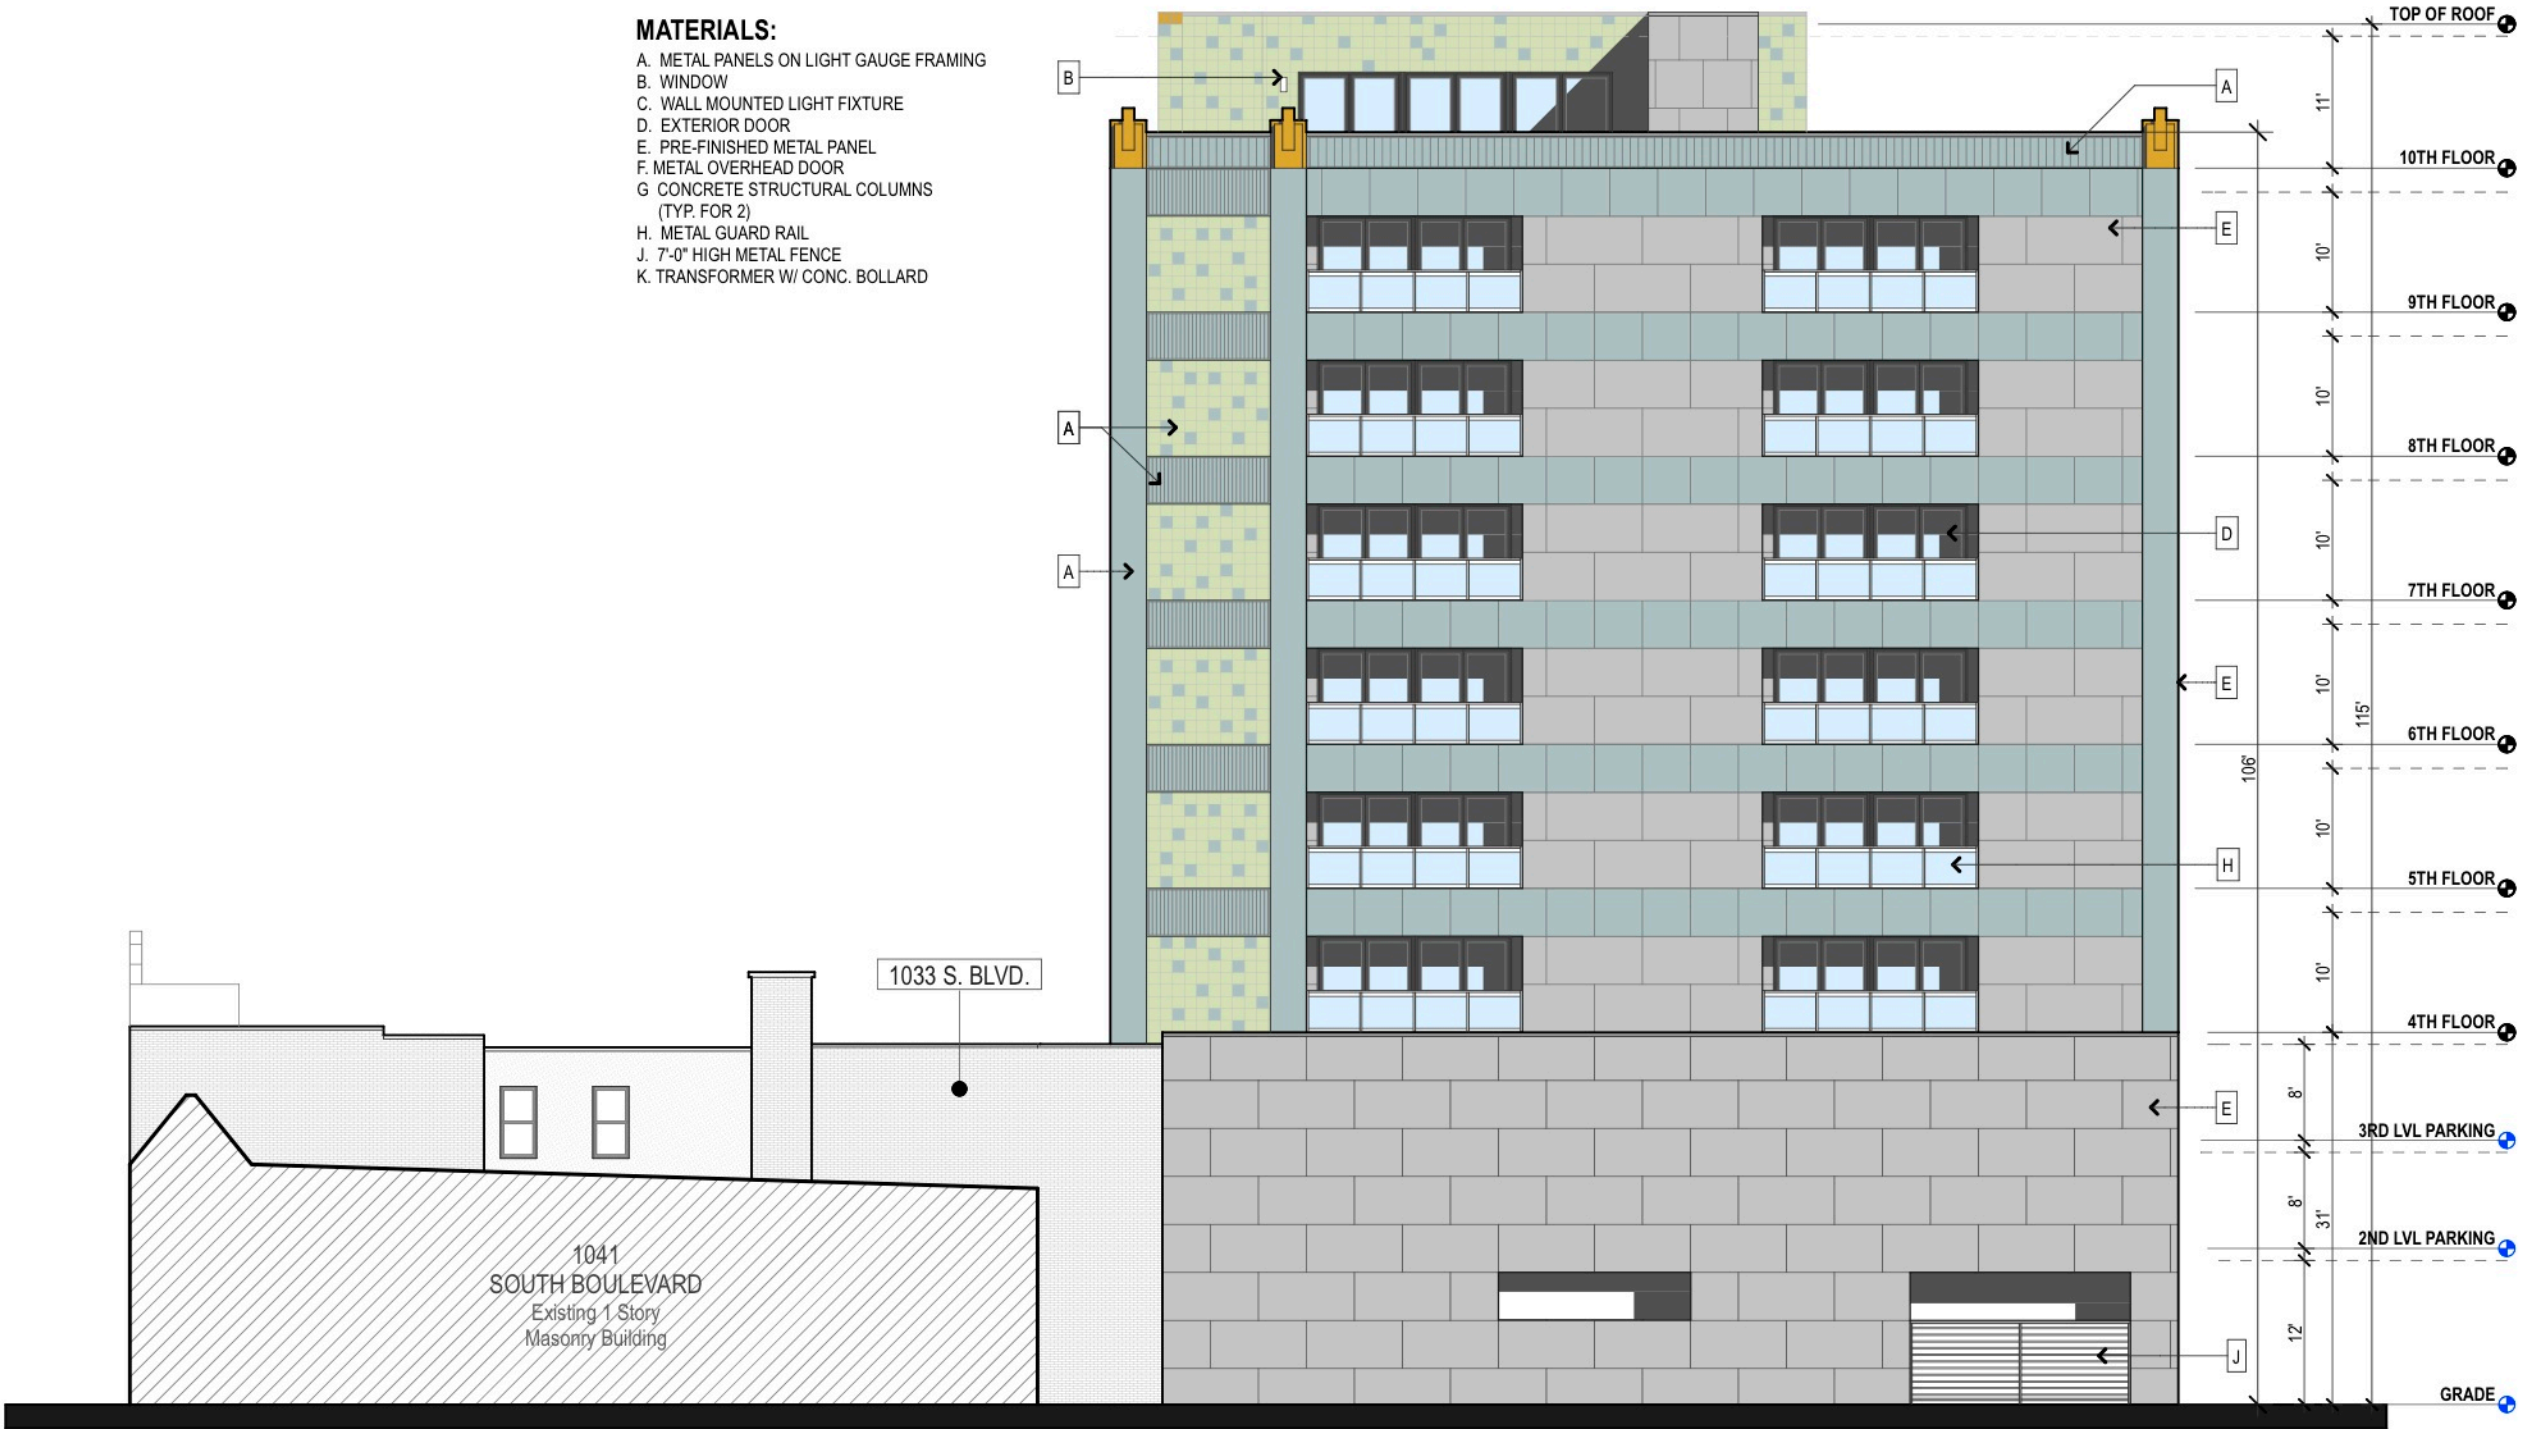 MATERIALS:
A. METAL PANELS ON LIGHT GAUGE FRAMING
B. WINDOW
C. WALL MOUNTED LIGHT FIXTURE
D. EXTERIOR DOOR
E. PRE-FINISHED METAL PANEL
F. METAL OVERHEAD DOOR
G CONCRETE STRUCTURAL COLUMNS
(TYP. FOR 2)
H. METAL GUARD RAIL
J. 7'-0" HIGH METAL FENCE
K. TRANSFORMER W/ CONC. BOLLARD
TOP OF ROOF
B
A
11'
10TH FLOOR
E
10'
9TH FLOOR
10'
A
8TH FLOOR
D
10'
A
7TH FLOOR
E
10'
115'
6TH FLOOR
106'
10'
H
5TH FLOOR
10'
1033 S. BLVD.
4TH FLOOR
8'
E
3RD LVL PARKING
8'
31'
2ND LVL PARKING
1041
SOUTH BOULEVARD
Existing 1 Story
Masonry Building
12'
J
GRADE